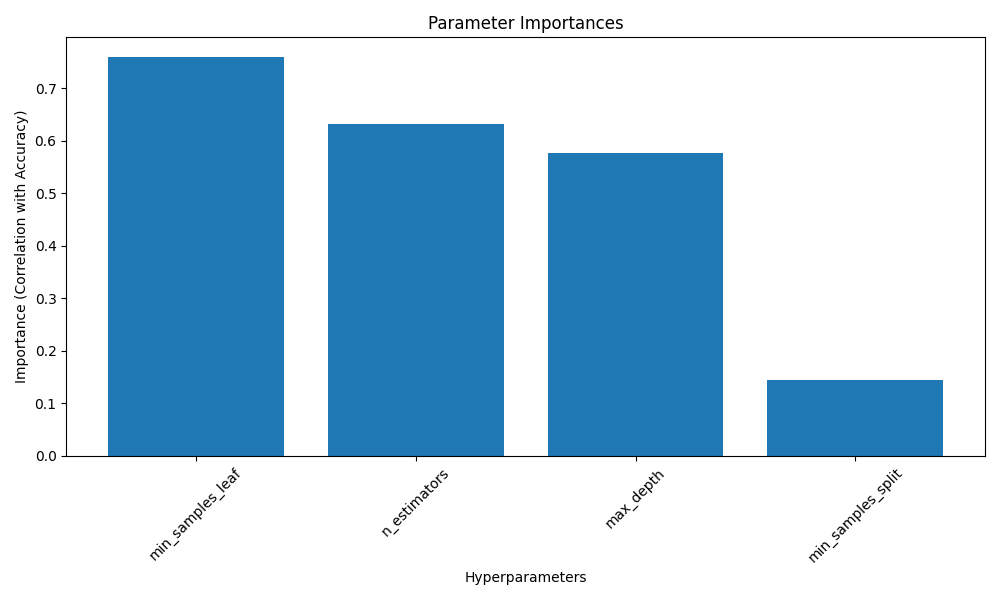 Parameter Importances
Importance (Correlation with Accuracy)
0.7
0.6
0.5
0.4
0.3
0.2
0.1
0.0
min_samples_leaf
n_estimators
max_depth
min_samples_split
Hyperparameters